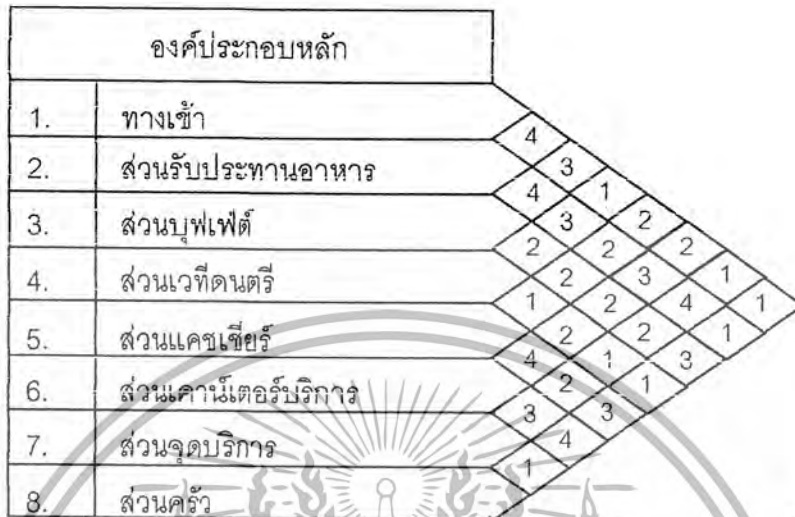 องค์ประกอบหลัก
1. ทางเข้า
4
2. ส่วนรับประทานอาหาร 3
4 1
3. ส่วนบุฟเฟ่ต์ 3 2
2 2 2
4. ส่วนเวทีดนตรี 2 3 1
1 2 4 1
5. ส่วนแคชเชียร์ 2 2 1
4 1 3
6. ส่วนเคาน์เตอร์บริการ 2 1
3 3
7. ส่วนจุดบริการ 4
1
8. ส่วนครัว